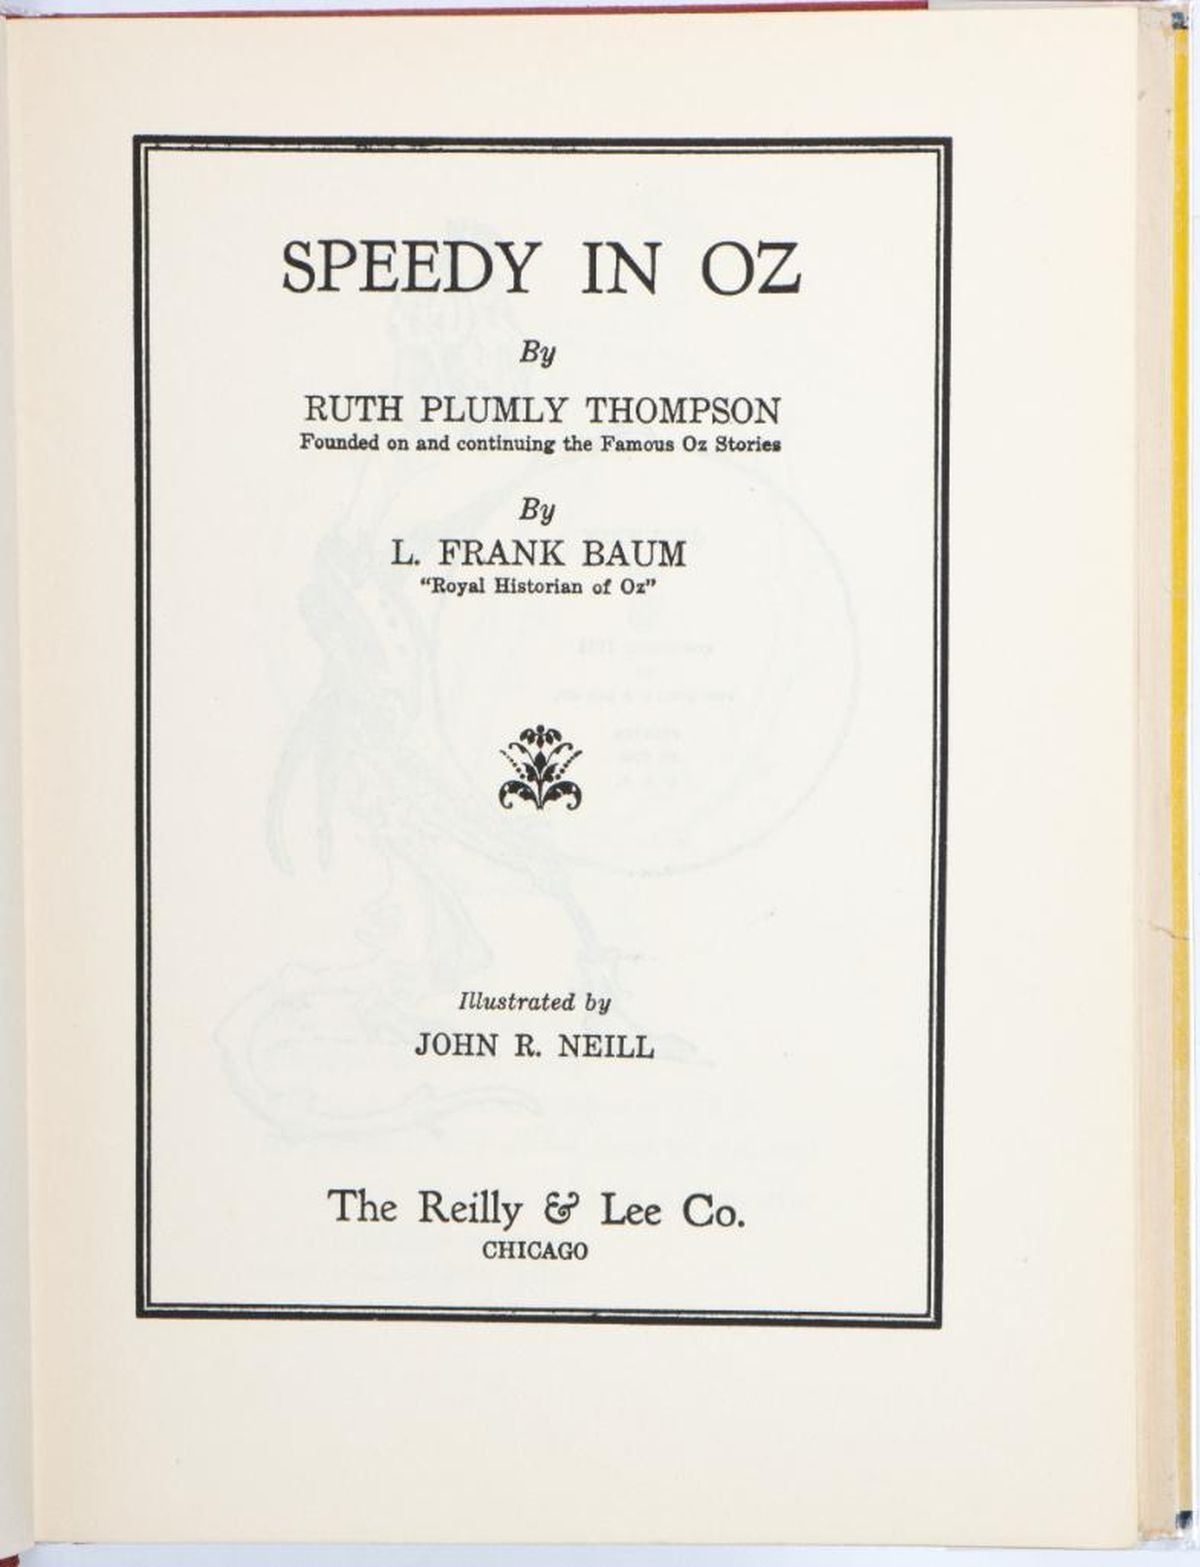 SPEEDY IN OZ
By
RUTH PLUMLY THOMPSON
Founded on and continuing the Famous Oz Stories
By
L. FRANK BAUM
"Royal Historian of Oz"
Illustrated by
JOHN R. NEILL
The Reilly & Lee Co.
CHICAGO